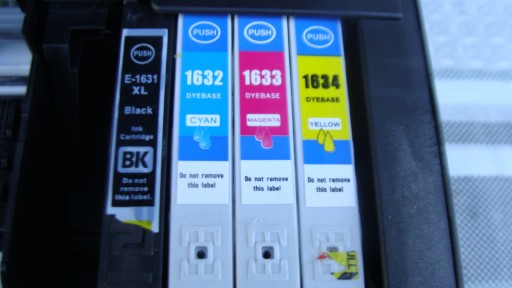 PUSH
E-1631
XL
Black
Ink
Cartridge
BK
Do not
remove
this label.
PUSH
1632
DYEBASE
CYAN
Do not remove
this label
PUSH
1633
DYEBASE
MAGENTA
Do not remove
this label
PUSH
1634
DYEBASE
YELLOW
Do not remove
this label